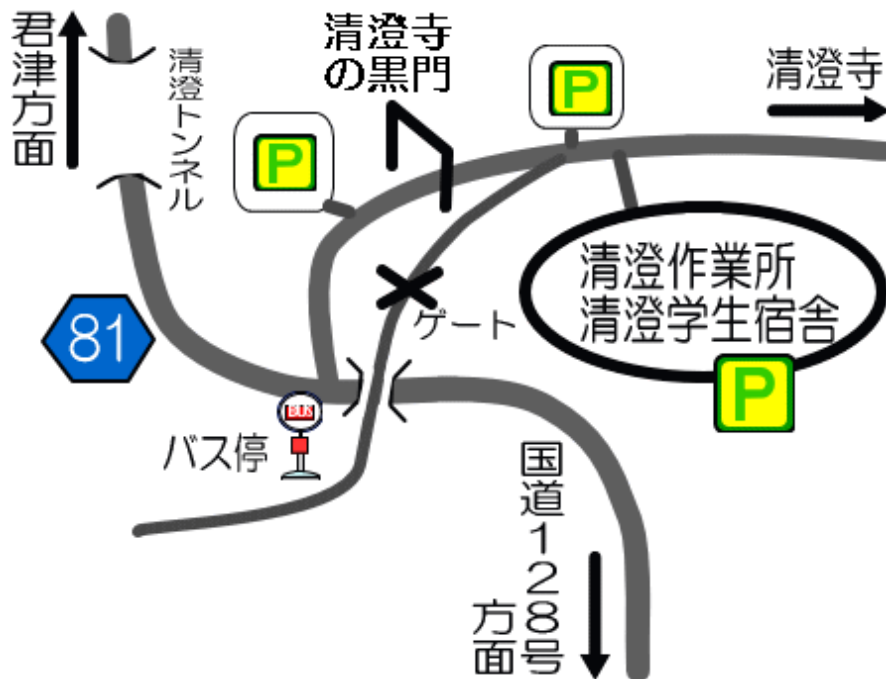 君津方面
清澄トンネル
清澄寺
の黒門
P
P
清澄寺
81
ゲート
清澄作業所
清澄学生宿舎
P
BUS
バス停
国道128号
方面